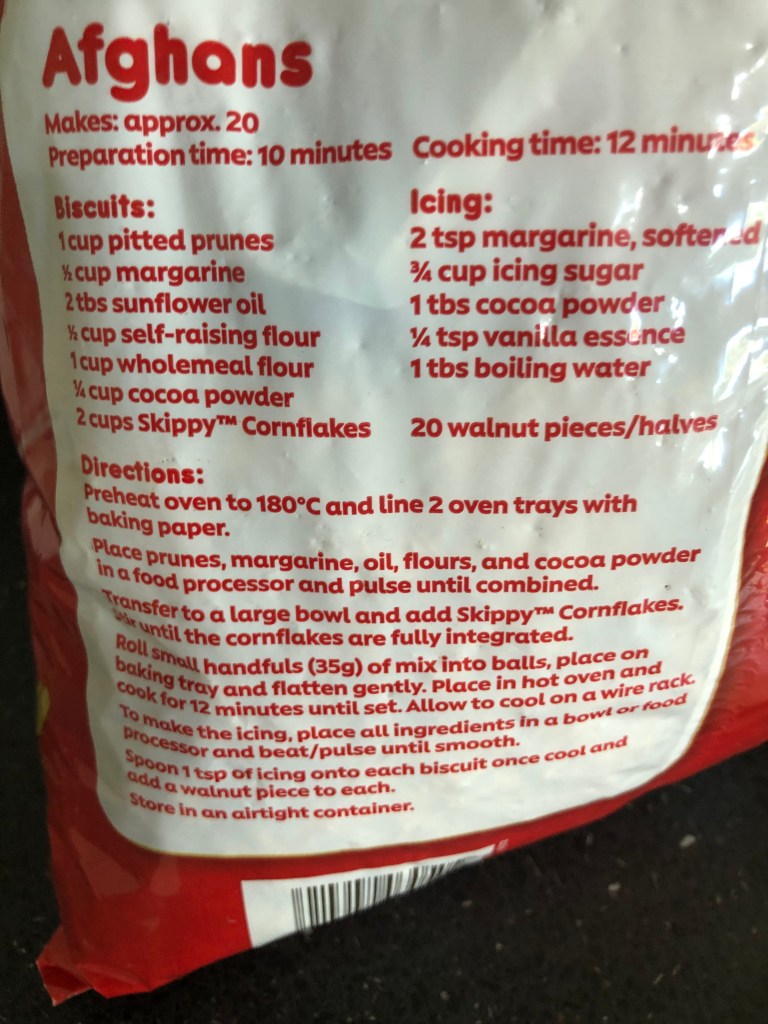 Afghans
Makes: approx. 20
Preparation time: 10 minutes Cooking time: 12 minutes
Biscuits:
1 cup pitted prunes
½ cup margarine
2 tbs sunflower oil
½ cup self-raising flour
1 cup wholemeal flour
¼ cup cocoa powder
2 cups Skippy™ Cornflakes
Icing:
2 tsp margarine, softened
¾ cup icing sugar
1 tbs cocoa powder
¼ tsp vanilla essence
1 tbs boiling water
20 walnut pieces/halves
Directions:
Preheat oven to 180°C and line 2 oven trays with
baking paper.
Place prunes, margarine, oil, flours, and cocoa powder
in a food processor and pulse until combined.
Transfer to a large bowl and add Skippy™ Cornflakes.
Stir until the cornflakes are fully integrated.
Roll small handfuls (35g) of mix into balls, place on
baking tray and flatten gently. Place in hot oven and
cook for 12 minutes until set. Allow to cool on a wire rack.
To make the icing, place all ingredients in a bowl or food
processor and beat/pulse until smooth.
Spoon 1 tsp of icing onto each biscuit once cool and
add a walnut piece to each.
Store in an airtight container.